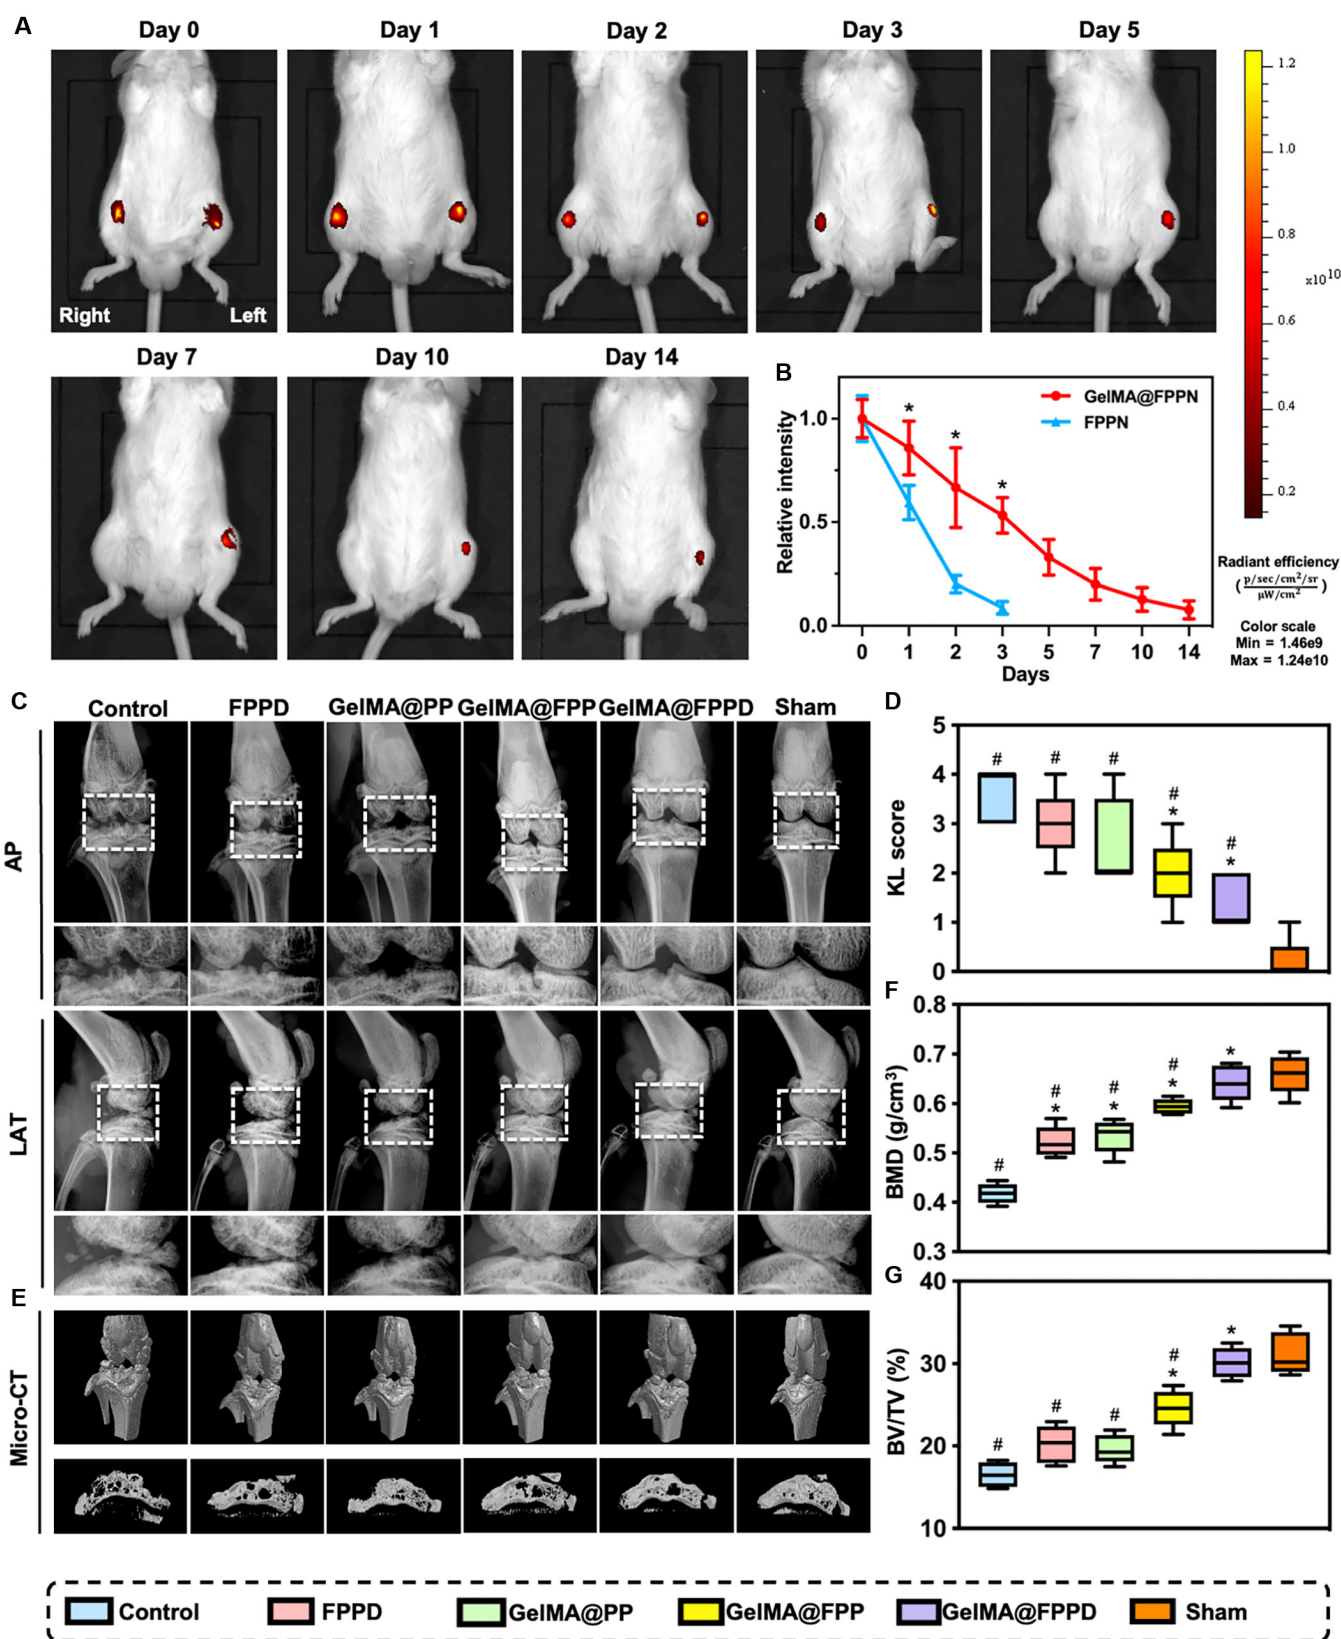 A
Day 0
Day 1
Day 2
Day 3
Day 5
Right
Left
1.2
1.0
0.8
x10^10
0.6
0.4
0.2
Radiant efficiency
(p/sec/cm²/sr / µW/cm²)
Color scale
Min = 1.46e9
Max = 1.24e10
Day 7
Day 10
Day 14
B
GelMA@FPPN
FPPN
* * *
Relative intensity
1.0
0.5
0.0
0 1 2 3 5 7 10 14
Days
C
Control FPPD GelMA@PP GelMA@FPP GelMA@FPPD Sham
AP
LAT
D
KL score
5
4
3
2
1
0
# # # # * # *
F
BMD (g/cm³)
0.8
0.7
0.6
0.5
0.4
0.3
# # * # * # * *
E
Micro-CT
G
BV/TV (%)
40
30
20
10
# # # # * *
Control FPPD GelMA@PP GelMA@FPP GelMA@FPPD Sham